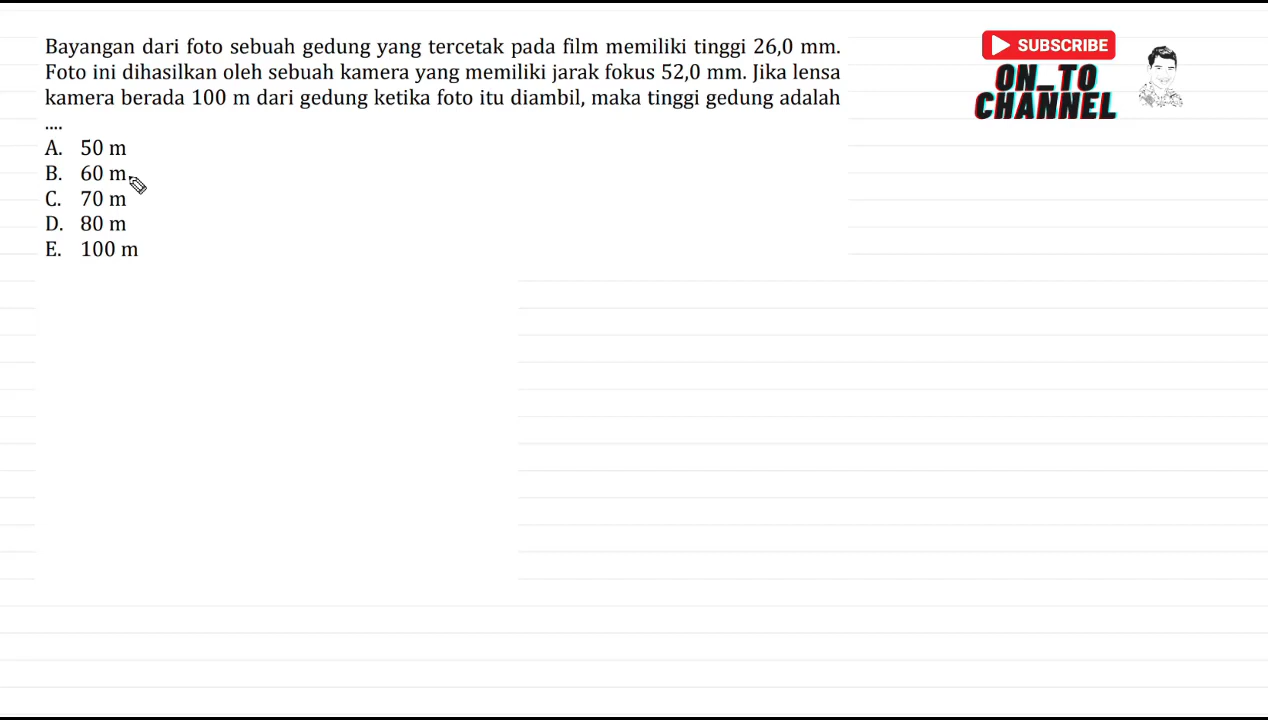 Bayangan dari foto sebuah gedung yang tercetak pada film memiliki tinggi 26,0 mm.
Foto ini dihasilkan oleh sebuah kamera yang memiliki jarak fokus 52,0 mm. Jika lensa
kamera berada 100 m dari gedung ketika foto itu diambil, maka tinggi gedung adalah
....
A. 50 m
B. 60 m
C. 70 m
D. 80 m
E. 100 m
SUBSCRIBE
ON_TO
CHANNEL